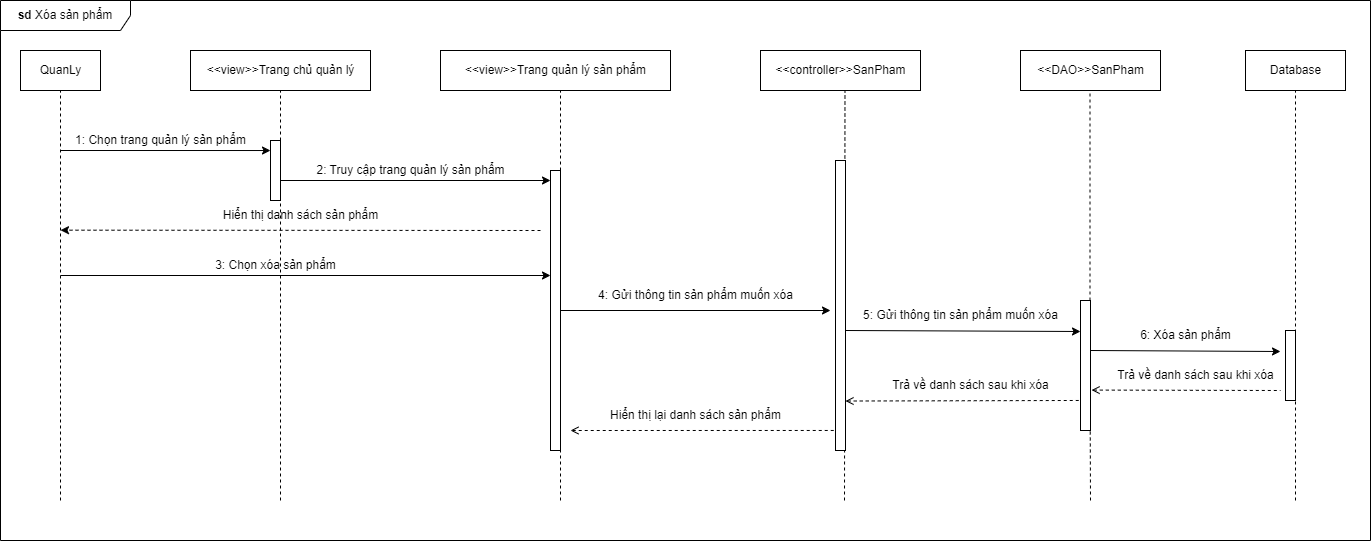 sd Xóa sản phẩm
QuanLy
<<view>>Trang chủ quản lý
<<view>>Trang quản lý sản phẩm
<<controller>>SanPham
<<DAO>>SanPham
Database
1: Chọn trang quản lý sản phẩm
2: Truy cập trang quản lý sản phẩm
Hiển thị danh sách sản phẩm
3: Chọn xóa sản phẩm
4: Gửi thông tin sản phẩm muốn xóa
5: Gửi thông tin sản phẩm muốn xóa
6: Xóa sản phẩm
Trả về danh sách sau khi xóa
Trả về danh sách sau khi xóa
Hiển thị lại danh sách sản phẩm